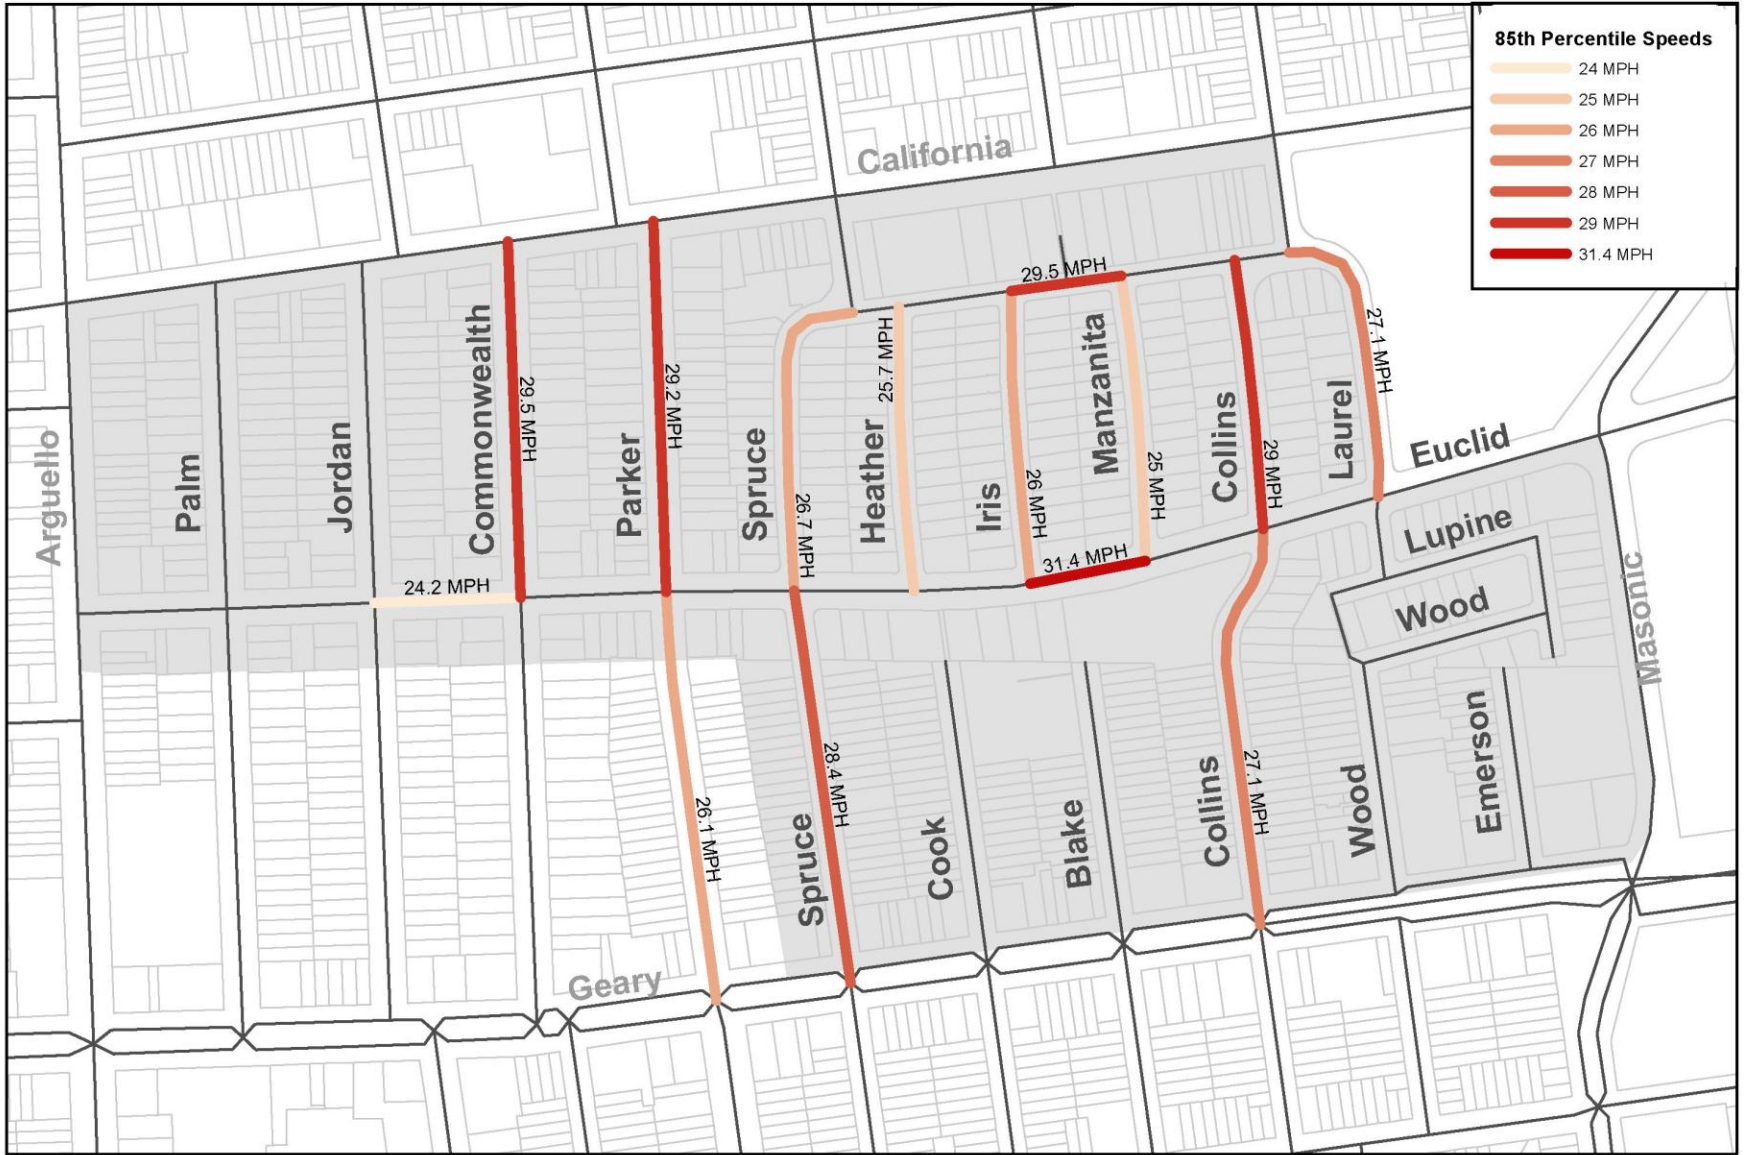 85th Percentile Speeds
24 MPH
25 MPH
26 MPH
27 MPH
28 MPH
29 MPH
31.4 MPH
California
29.5 MPH
27.1 MPH
Arguello
Palm
Jordan
Commonwealth
29.5 MPH
Parker
29.2 MPH
Spruce
26.7 MPH
Heather
25.7 MPH
Iris
26 MPH
Manzanita
25 MPH
Collins
29 MPH
Laurel
Euclid
Lupine
Wood
Masonic
24.2 MPH
31.4 MPH
26.1 MPH
Spruce
28.4 MPH
Cook
Blake
Collins
27.1 MPH
Wood
Emerson
Geary